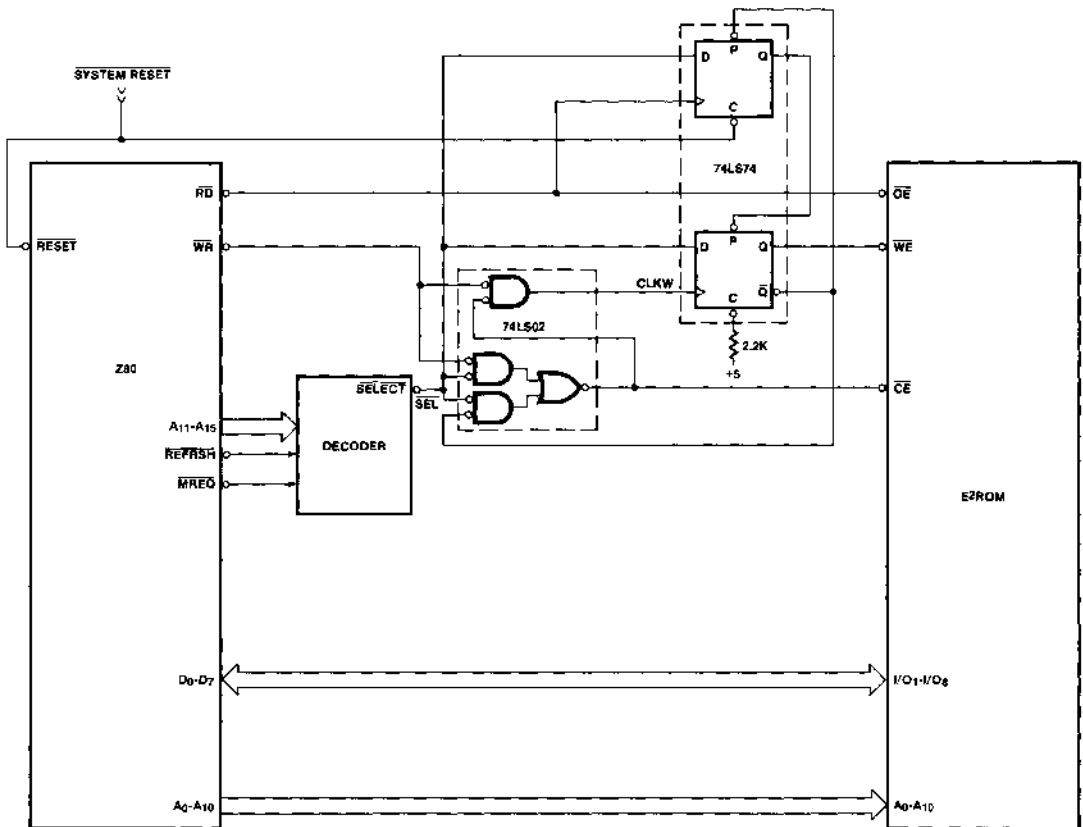 SYSTEM RESET
P
D
Q
C
74LS74
RD
OE
RESET
WR
P
D
Q
WE
CLKW
Q
C
74LS02
2.2K
+5
Z80
SELECT
SEL
CE
A11-A15
DECODER
REFRSH
MREQ
E2ROM
D0-D7
I/O1-I/O8
A0-A10
A0-A10